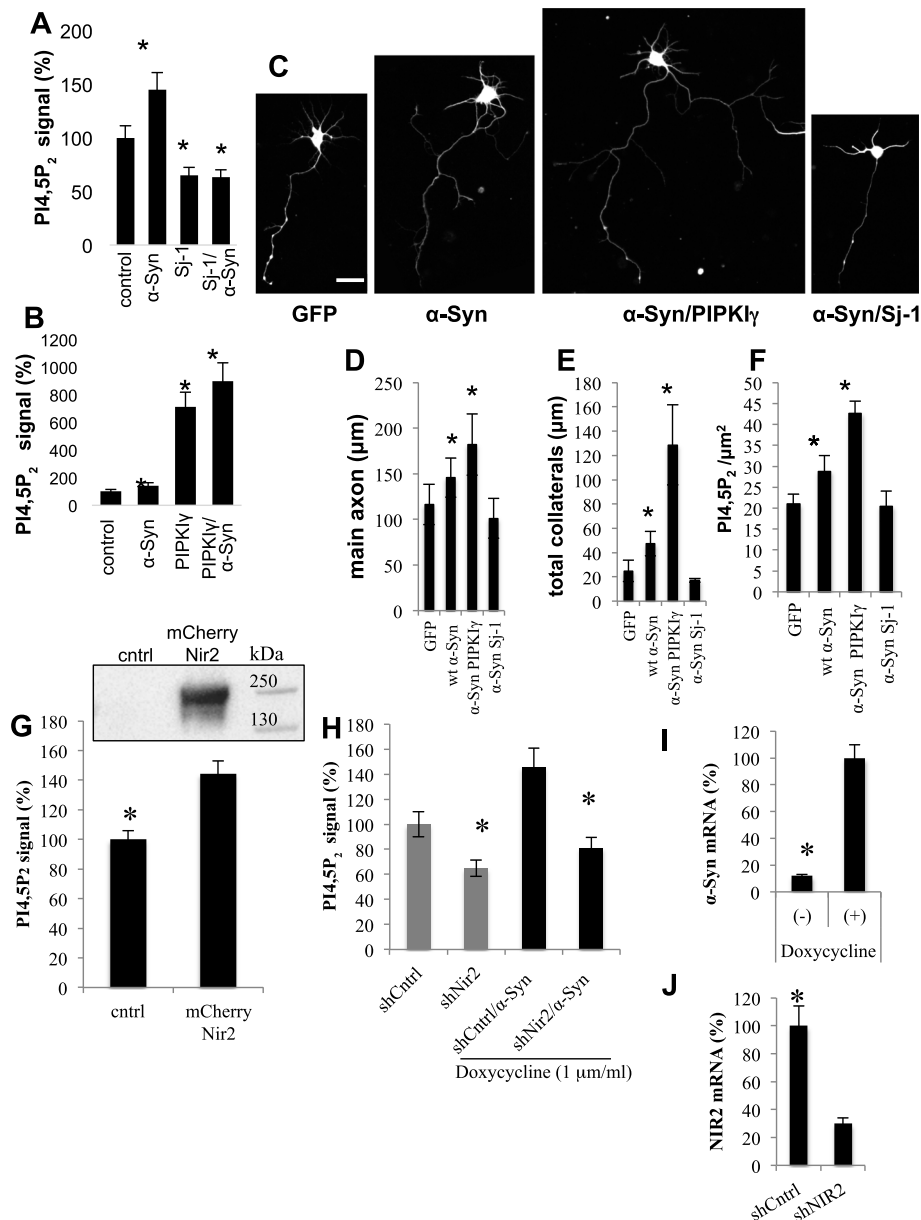 A
PI4,5P₂ signal (%)
200
150
100
50
0
*
*
*
control
α-Syn
Sj-1
Sj-1/
α-Syn
C
GFP
α-Syn
α-Syn/PIPKIγ
α-Syn/Sj-1
B
PI4,5P₂ signal (%)
1200
1000
800
600
400
200
0
*
*
*
control
α-Syn
PIPKIγ
PIPKIγ/
α-Syn
D
main axon (µm)
250
200
150
100
50
0
*
*
GFP
wt α-Syn
α-Syn PIPKIγ
α-Syn Sj-1
E
total collaterals (µm)
180
160
140
120
100
80
60
40
20
0
*
*
GFP
wt α-Syn
α-Syn PIPKIγ
α-Syn Sj-1
F
PI4,5P₂ /µm²
50
45
40
35
30
25
20
15
10
5
0
*
*
GFP
wt α-Syn
α-Syn PIPKIγ
α-Syn Sj-1
cntrl
mCherry
Nir2
kDa
250
130
G
PI4,5P2 signal (%)
180
160
140
120
100
80
60
40
20
0
*
cntrl
mCherry
Nir2
H
PI4,5P₂ signal (%)
180
160
140
120
100
80
60
40
20
0
*
*
shCntrl
shNir2
shCntrl/α-Syn
shNir2/α-Syn
Doxycycline (1 µm/ml)
I
α-Syn mRNA (%)
120
100
80
60
40
20
0
*
(-)
(+)
Doxycycline
J
NIR2 mRNA (%)
120
100
80
60
40
20
0
*
shCntrl
shNIR2